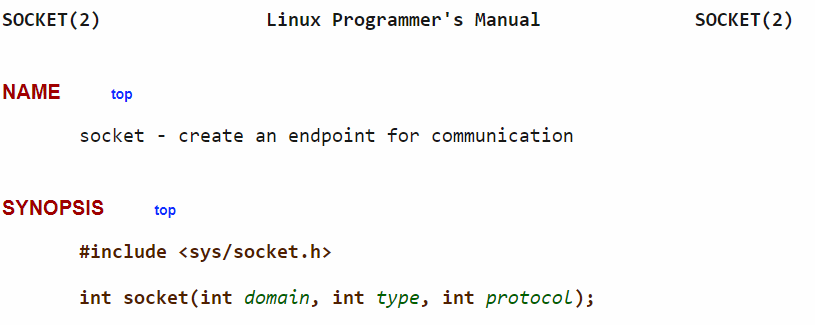 SOCKET(2) Linux Programmer's Manual SOCKET(2)
NAME top
socket - create an endpoint for communication
SYNOPSIS top
#include <sys/socket.h>
int socket(int domain, int type, int protocol);